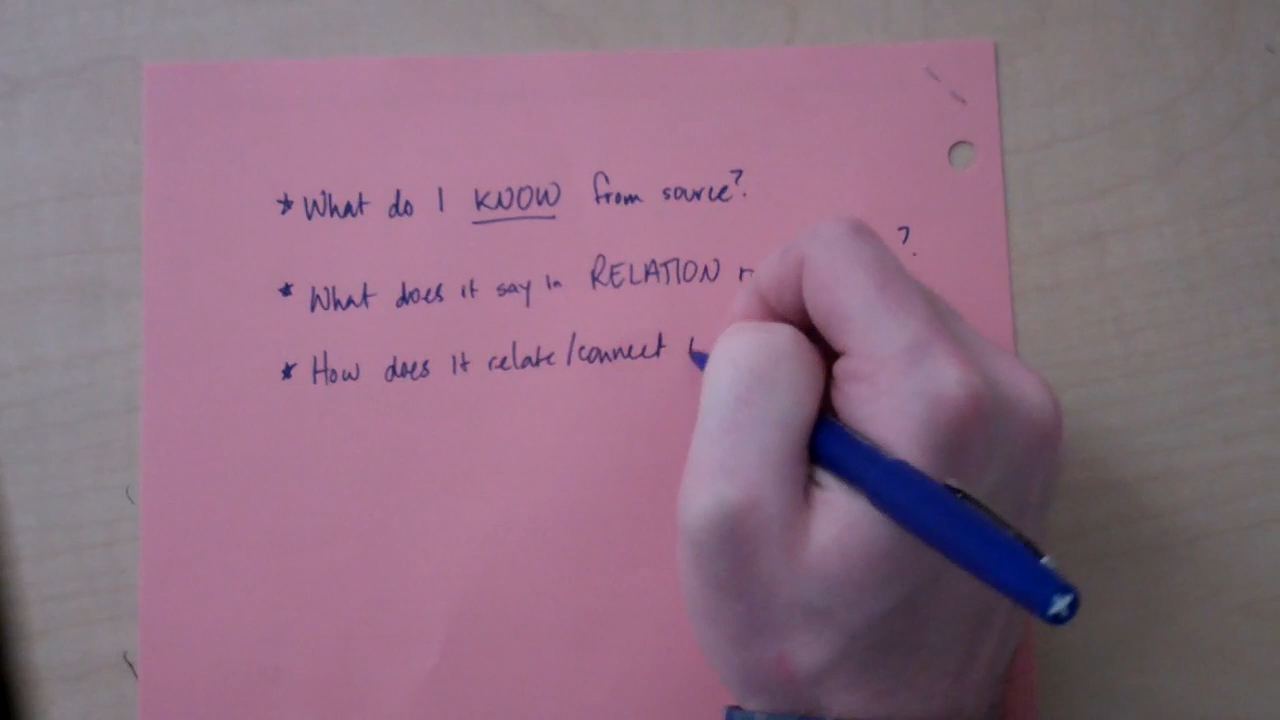 * What do I KNOW from source?
* What does it say in RELATION ?
* How does it relate/connect